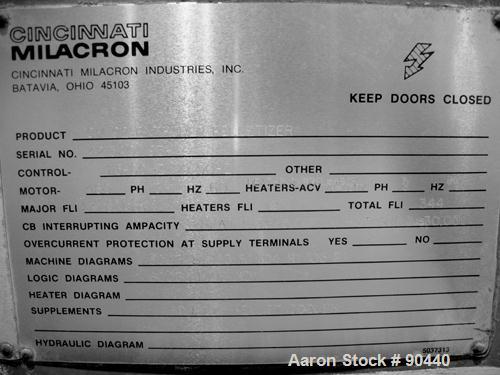 CINCINNATI
MILACRON
CINCINNATI MILACRON INDUSTRIES, INC.
BATAVIA, OHIO 45103
KEEP DOORS CLOSED
PRODUCT
SERIAL NO.
CONTROL- OTHER
MOTOR- PH HZ HEATERS-ACV PH HZ
MAJOR FLI HEATERS FLI TOTAL FLI 344
CB INTERRUPTING AMPACITY
OVERCURRENT PROTECTION AT SUPPLY TERMINALS YES NO
MACHINE DIAGRAMS
LOGIC DIAGRAMS
HEATER DIAGRAM
SUPPLEMENTS
HYDRAULIC DIAGRAM
5037313
Aaron Stock # 90440